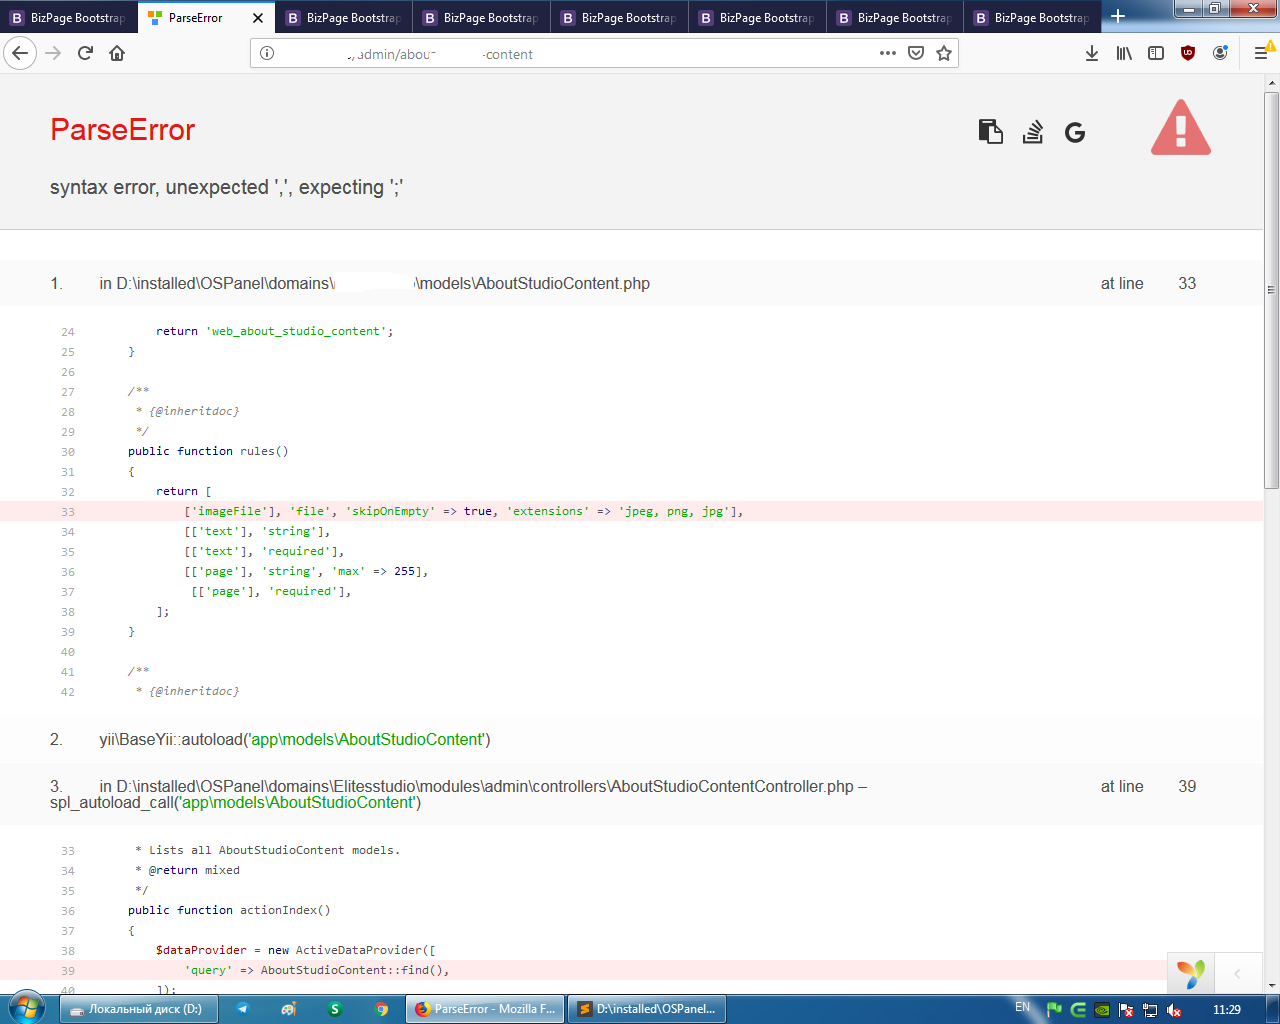 BizPage Bootstrap
ParseError
BizPage Bootstrap
BizPage Bootstrap
BizPage Bootstrap
BizPage Bootstrap
BizPage Bootstrap
BizPage Bootstrap
/admin/about -content
ParseError
syntax error, unexpected ',', expecting ';'
1. in D:\installed\OSPanel\domains\ \models\AboutStudioContent.php at line 33
24 return 'web_about_studio_content';
25 }
26
27 /**
28 * {@inheritdoc}
29 */
30 public function rules()
31 {
32 return [
33 ['imageFile'], 'file', 'skipOnEmpty' => true, 'extensions' => 'jpeg, png, jpg'],
34 [['text'], 'string'],
35 [['text'], 'required'],
36 [['page'], 'string', 'max' => 255],
37 [['page'], 'required'],
38 ];
39 }
40
41 /**
42 * {@inheritdoc}
2. yii\BaseYii::autoload('app\models\AboutStudioContent')
3. in D:\installed\OSPanel\domains\Elitesstudio\modules\admin\controllers\AboutStudioContentController.php – at line 39
spl_autoload_call('app\models\AboutStudioContent')
33 * Lists all AboutStudioContent models.
34 * @return mixed
35 */
36 public function actionIndex()
37 {
38 $dataProvider = new ActiveDataProvider([
39 'query' => AboutStudioContent::find(),
40 ]);
Локальный диск (D:)
ParseError - Mozilla F...
D:\installed\OSPanel...
EN
11:29